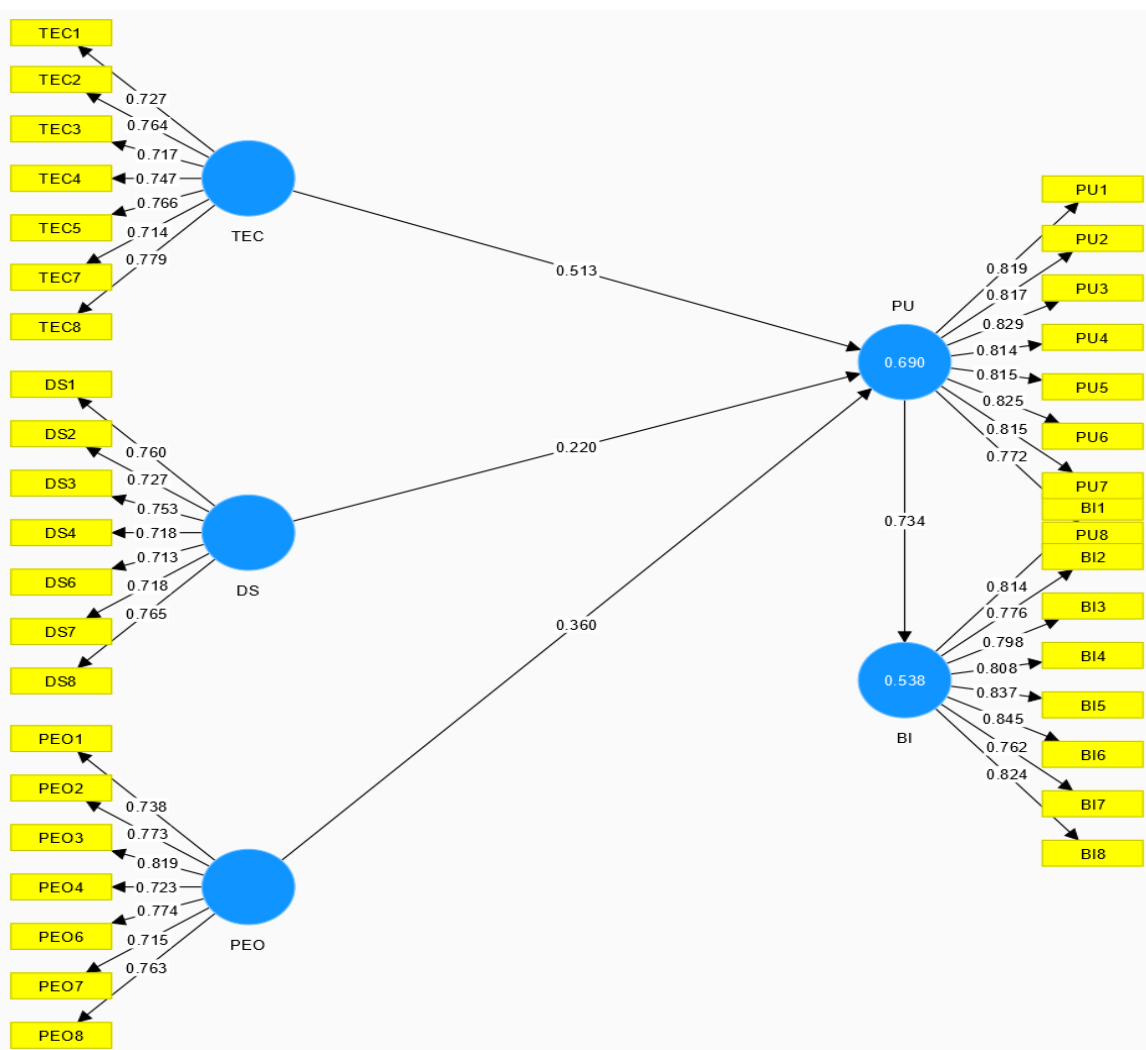 TEC1
TEC2
TEC3
TEC4
TEC5
TEC7
TEC8
0.727
0.764
0.717
0.747
0.766
0.714
0.779
TEC
DS1
DS2
DS3
DS4
DS6
DS7
DS8
0.760
0.727
0.753
0.718
0.713
0.718
0.765
DS
PEO1
PEO2
PEO3
PEO4
PEO6
PEO7
PEO8
0.738
0.773
0.819
0.723
0.774
0.715
0.763
PEO
0.513
0.220
0.360
PU
0.690
0.734
0.538
BI
0.819
0.817
0.829
0.814
0.815
0.825
0.815
0.772
PU1
PU2
PU3
PU4
PU5
PU6
PU7
BI1
PU8
BI2
BI3
BI4
BI5
BI6
BI7
BI8
0.814
0.776
0.798
0.808
0.837
0.845
0.762
0.824